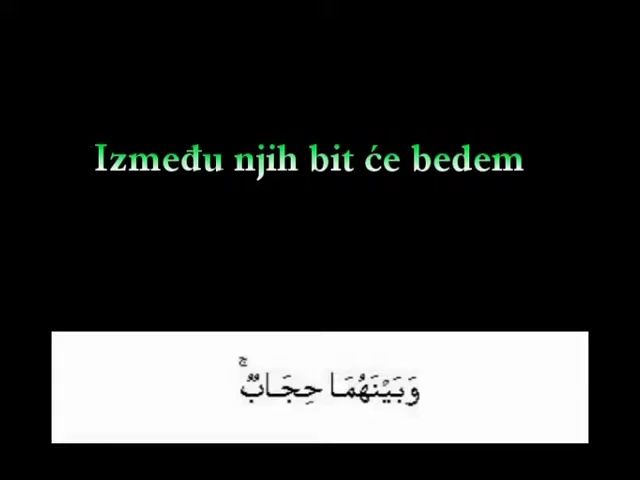 Između njih bit će bedem
وَبَيْنَهُمَا حِجَابٌ ۚ